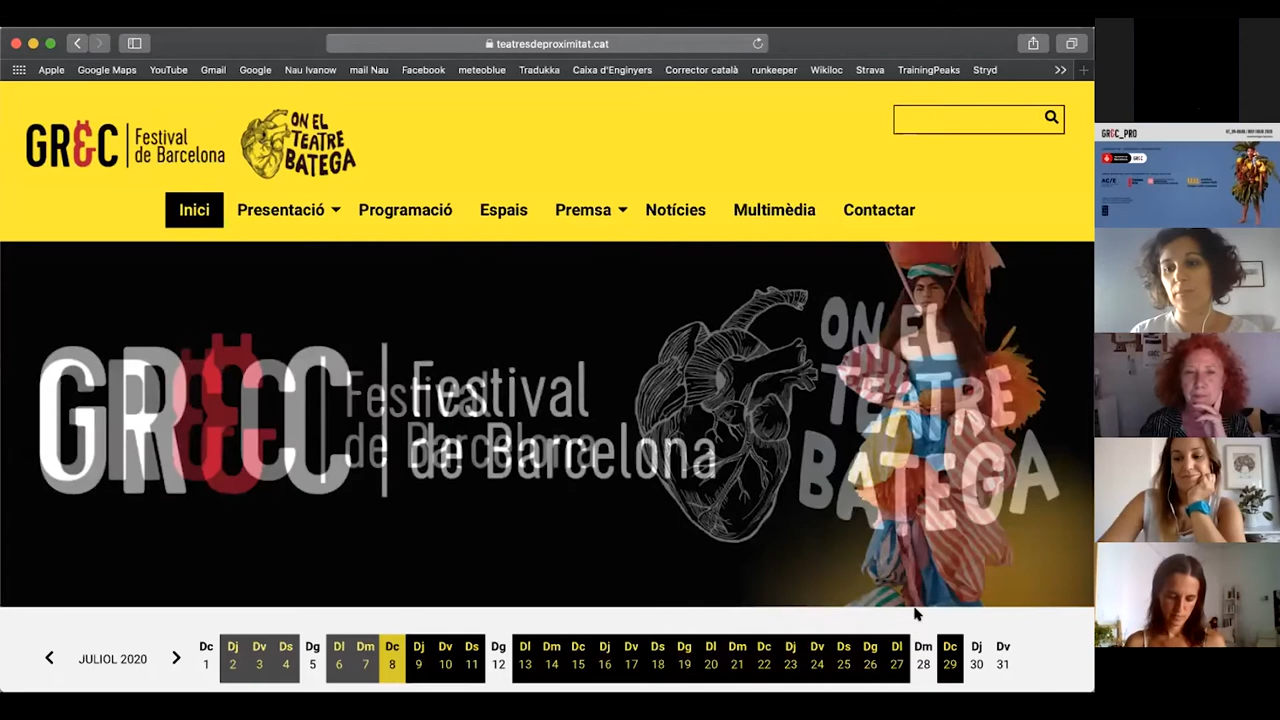 teatresdeproximitat.cat
Apple Google Maps YouTube Gmail Google Nau Ivanow mail Nau Facebook meteoblue Tradukka Caixa d'Enginyers Corrector català runkeeper Wikiloc Strava TrainingPeaks Stryd
GREC Festival de Barcelona
ON EL TEATRE BATEGA
Inici Presentació Programació Espais Premsa Notícies Multimèdia Contactar
GREC Festival de Barcelona
ON EL
TEATRE
BATEGA
JULIOL 2020
Dc Dj Dv Ds Dg Dl Dm Dc Dj Dv Ds Dg Dl Dm Dc Dj Dv Ds Dg Dl Dm Dc Dj Dv Ds Dg Dl Dm Dc Dj Dv
1 2 3 4 5 6 7 8 9 10 11 12 13 14 15 16 17 18 19 20 21 22 23 24 25 26 27 28 29 30 31
GREC_PRO